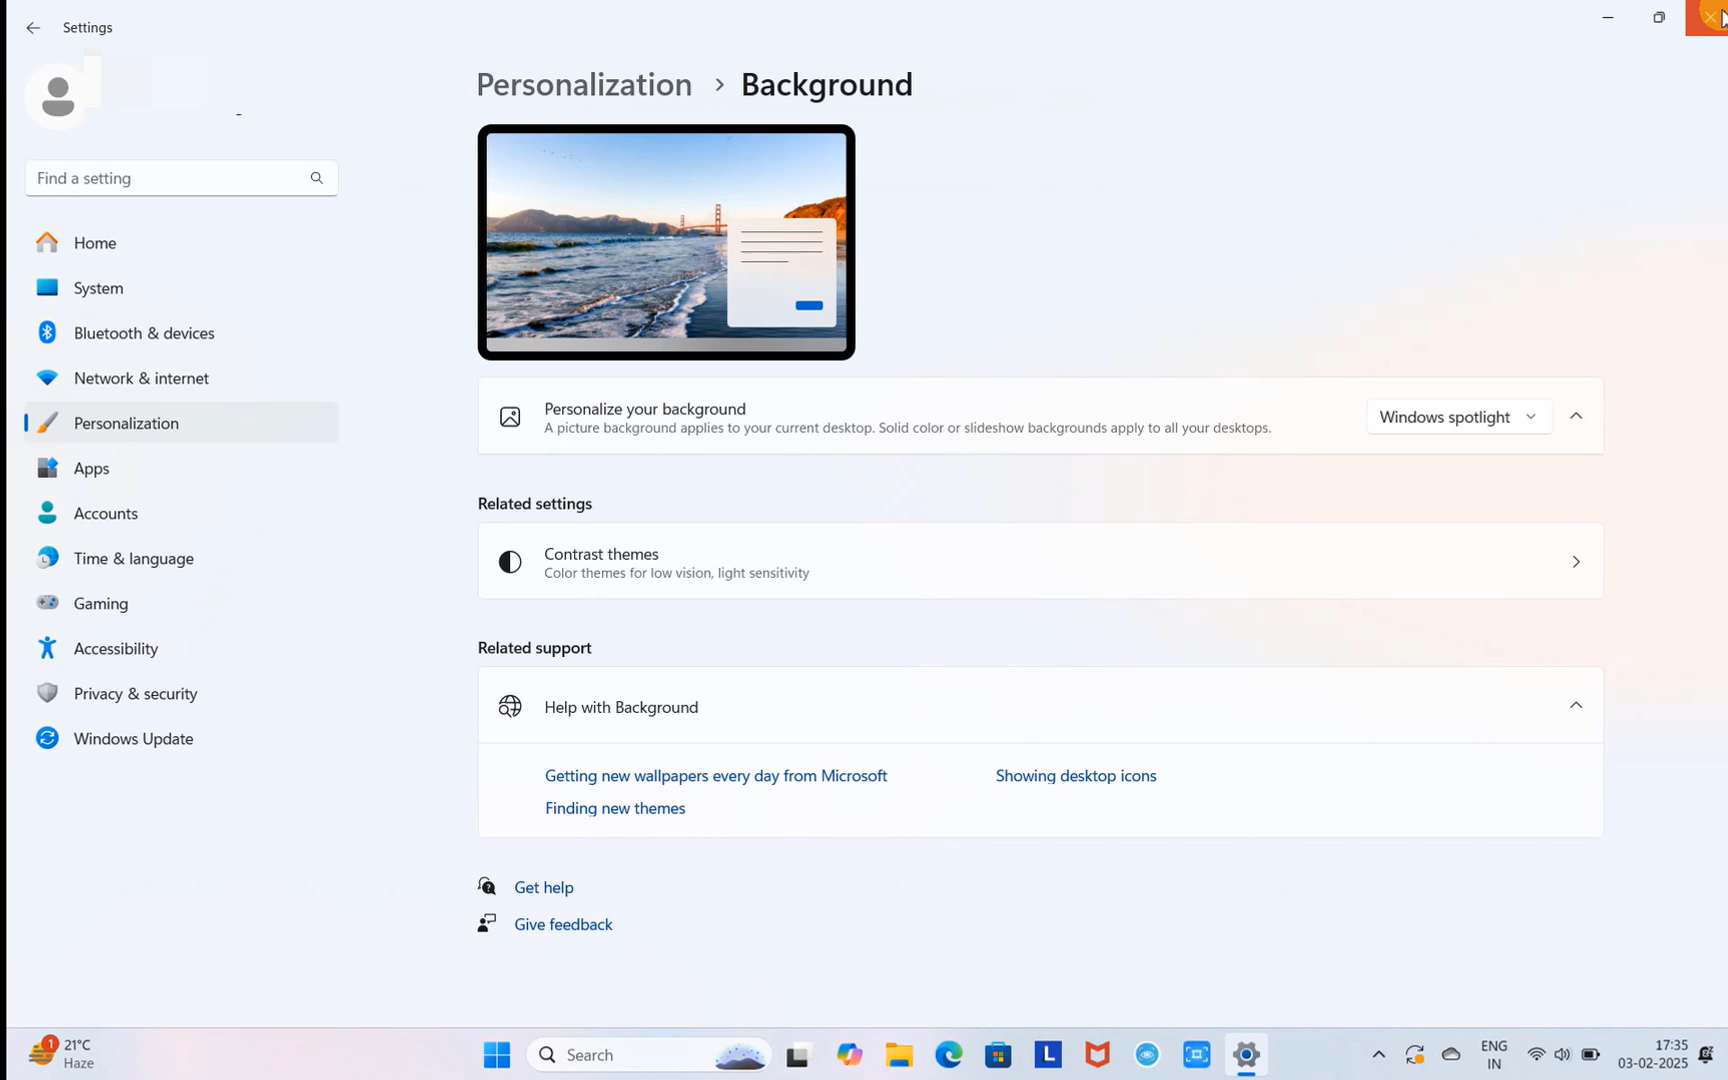 Settings
Personalization > Background
Find a setting
Home
System
Bluetooth & devices
Network & internet
Personalization
Apps
Accounts
Time & language
Gaming
Accessibility
Privacy & security
Windows Update
Personalize your background
A picture background applies to your current desktop. Solid color or slideshow backgrounds apply to all your desktops.
Windows spotlight
Related settings
Contrast themes
Color themes for low vision, light sensitivity
Related support
Help with Background
Getting new wallpapers every day from Microsoft
Showing desktop icons
Finding new themes
Get help
Give feedback
1
21°C
Haze
Search
L
ENG
IN
17:35
03-02-2025